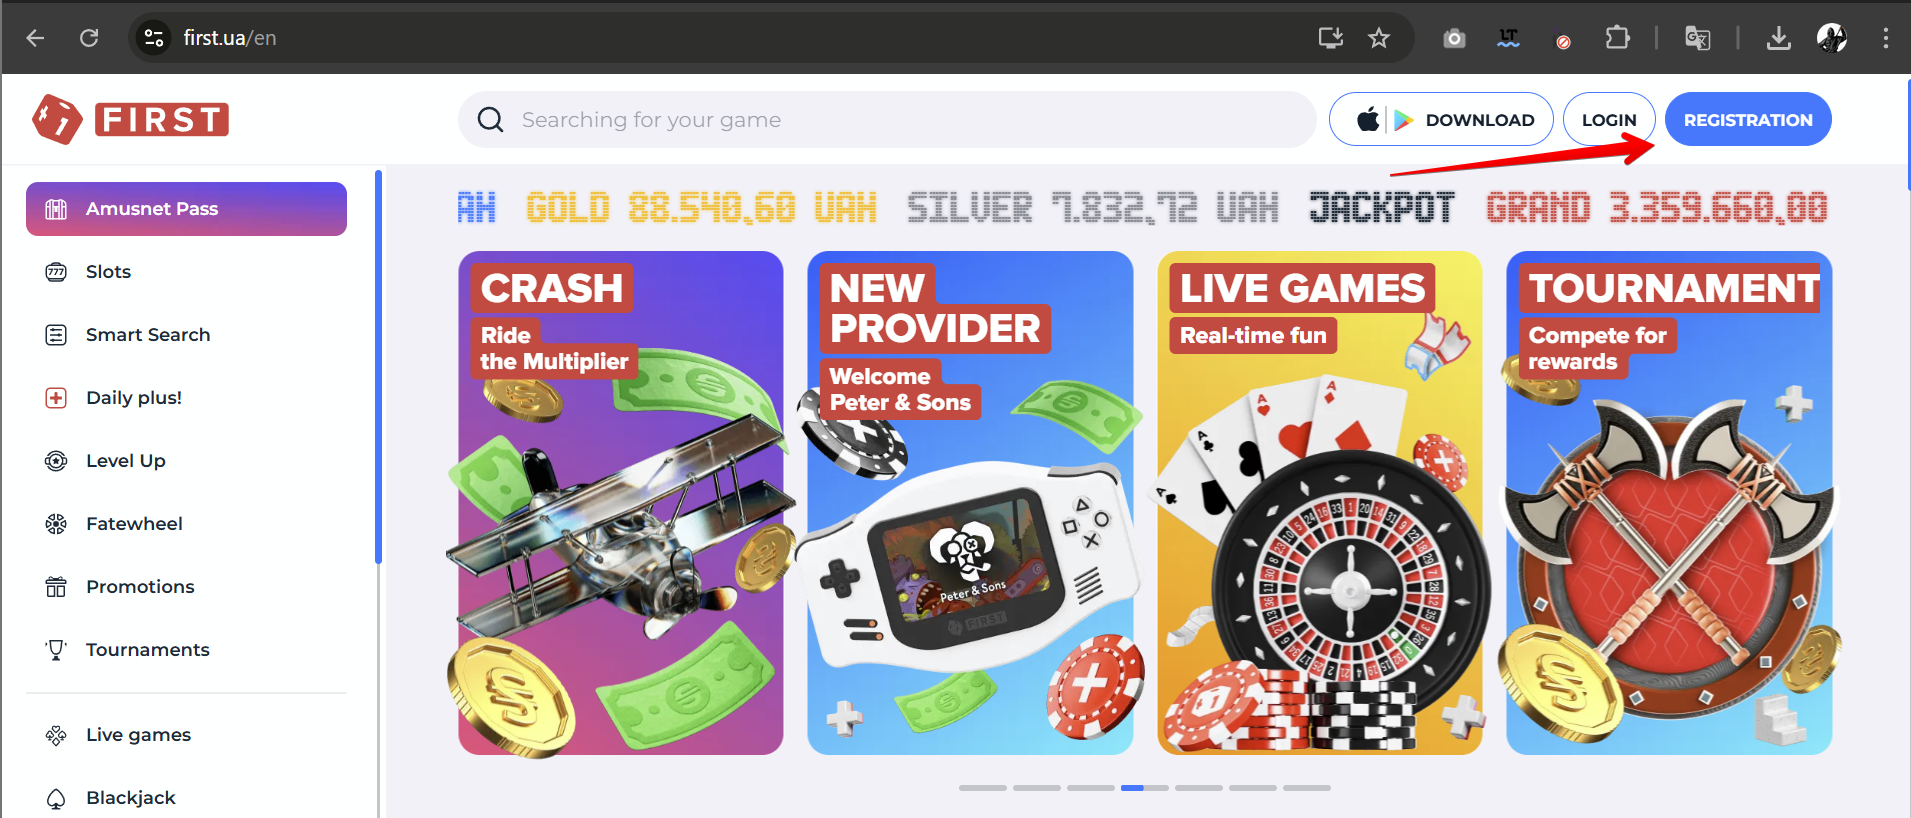 first.ua/en
FIRST
Searching for your game
DOWNLOAD
LOGIN
REGISTRATION
Amusnet Pass
Slots
Smart Search
Daily plus!
Level Up
Fatewheel
Promotions
Tournaments
Live games
Blackjack
AH GOLD 88.540,60 UAH SILVER 7.832,72 UAH JACKPOT GRAND 3.359.660,00
CRASH
Ride
the Multiplier
NEW
PROVIDER
Welcome
Peter & Sons
Peter & Sons
FIRST
LIVE GAMES
Real-time fun
TOURNAMENT
Compete for
rewards